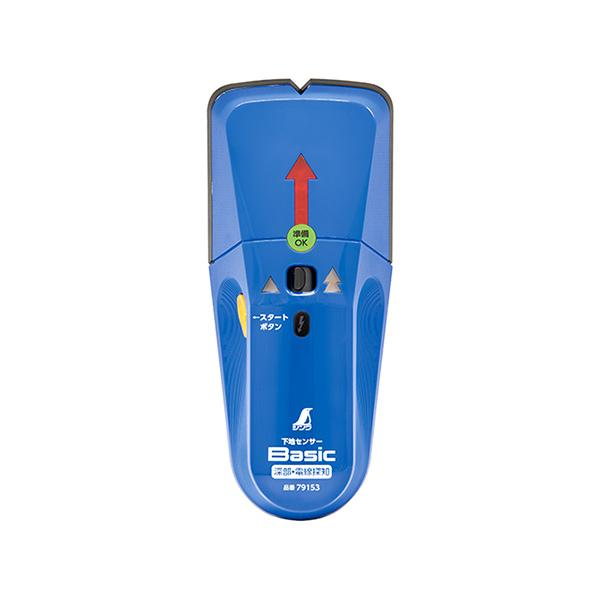 準備
OK
←スタート
ボタン
シンワ
下地センサー
Basic
深部・電線探知
品番 79153